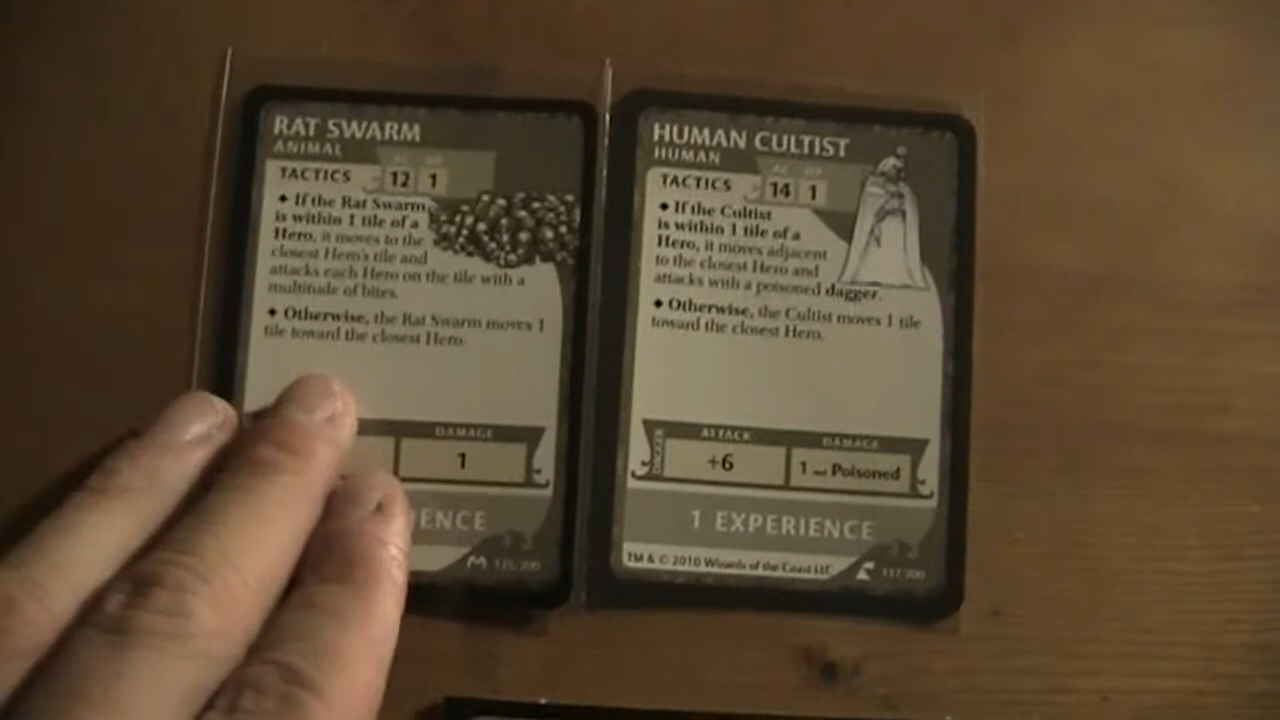 RAT SWARM
ANIMAL
TACTICS
AC HP
12 1
✦ If the Rat Swarm
is within 1 tile of a
Hero, it moves to the
closest Hero's tile and
attacks each Hero on the tile with a
multitude of bites.
✦ Otherwise, the Rat Swarm moves 1
tile toward the closest Hero.
DAMAGE
1
IENCE
HUMAN CULTIST
HUMAN
TACTICS
AC HP
14 1
✦ If the Cultist
is within 1 tile of a
Hero, it moves adjacent
to the closest Hero and
attacks with a poisoned dagger.
✦ Otherwise, the Cultist moves 1 tile
toward the closest Hero.
DAGGER
ATTACK
+6
DAMAGE
1 and Poisoned
1 EXPERIENCE
TM & © 2010 Wizards of the Coast LLC
117/200